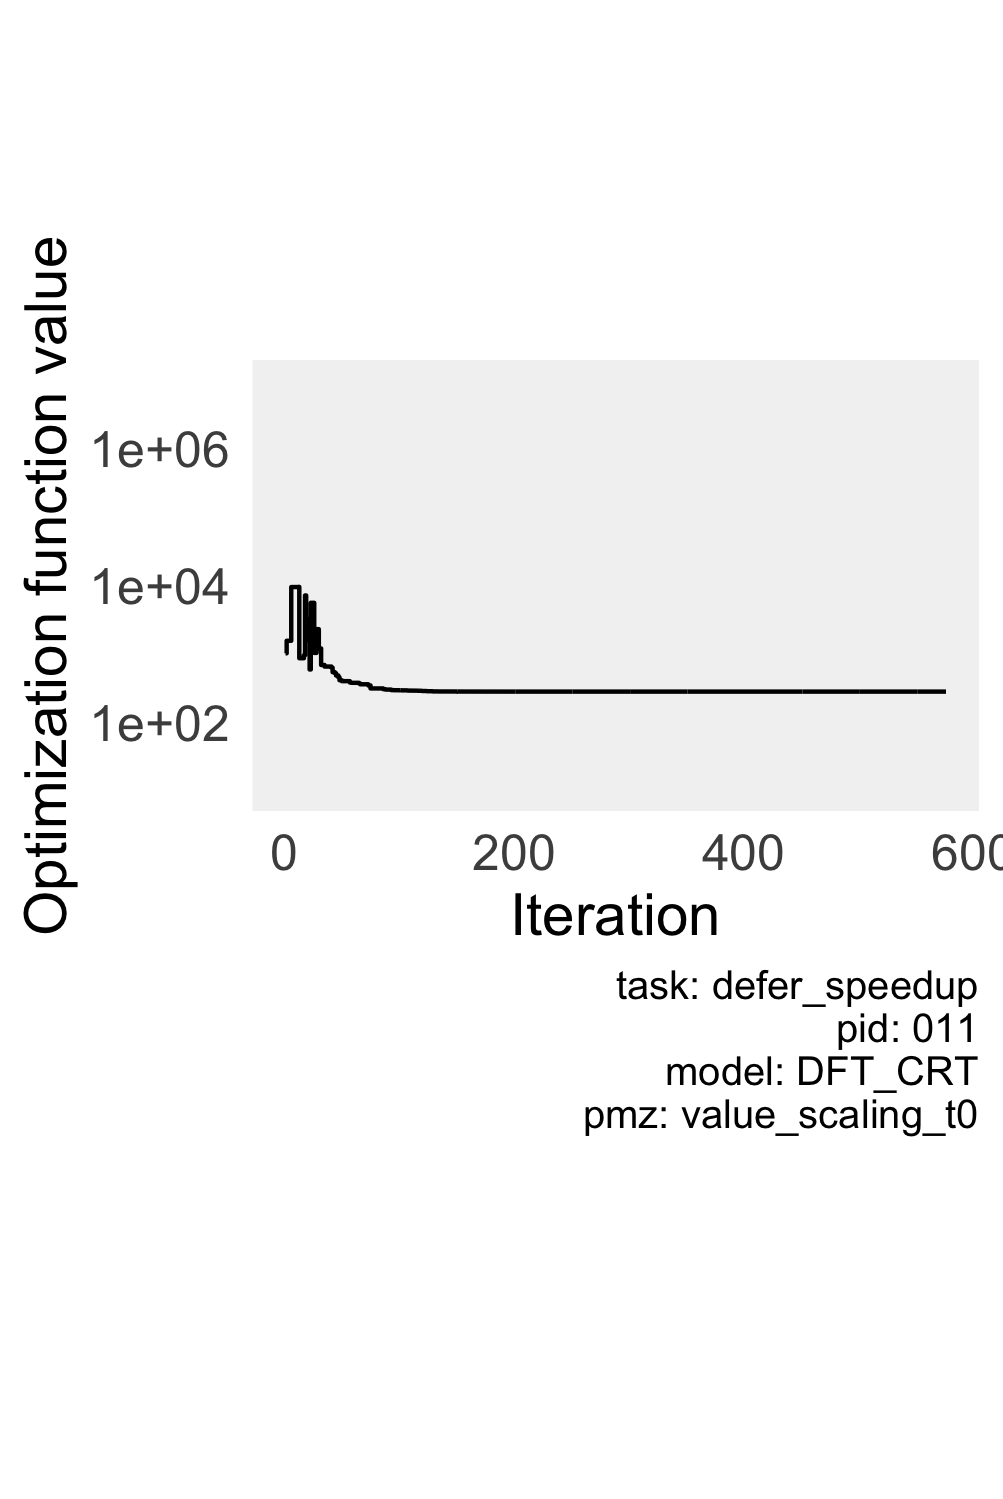 Optimization function value
1e+06
1e+04
1e+02
0 200 400 600
Iteration
task: defer_speedup
pid: 011
model: DFT_CRT
pmz: value_scaling_t0